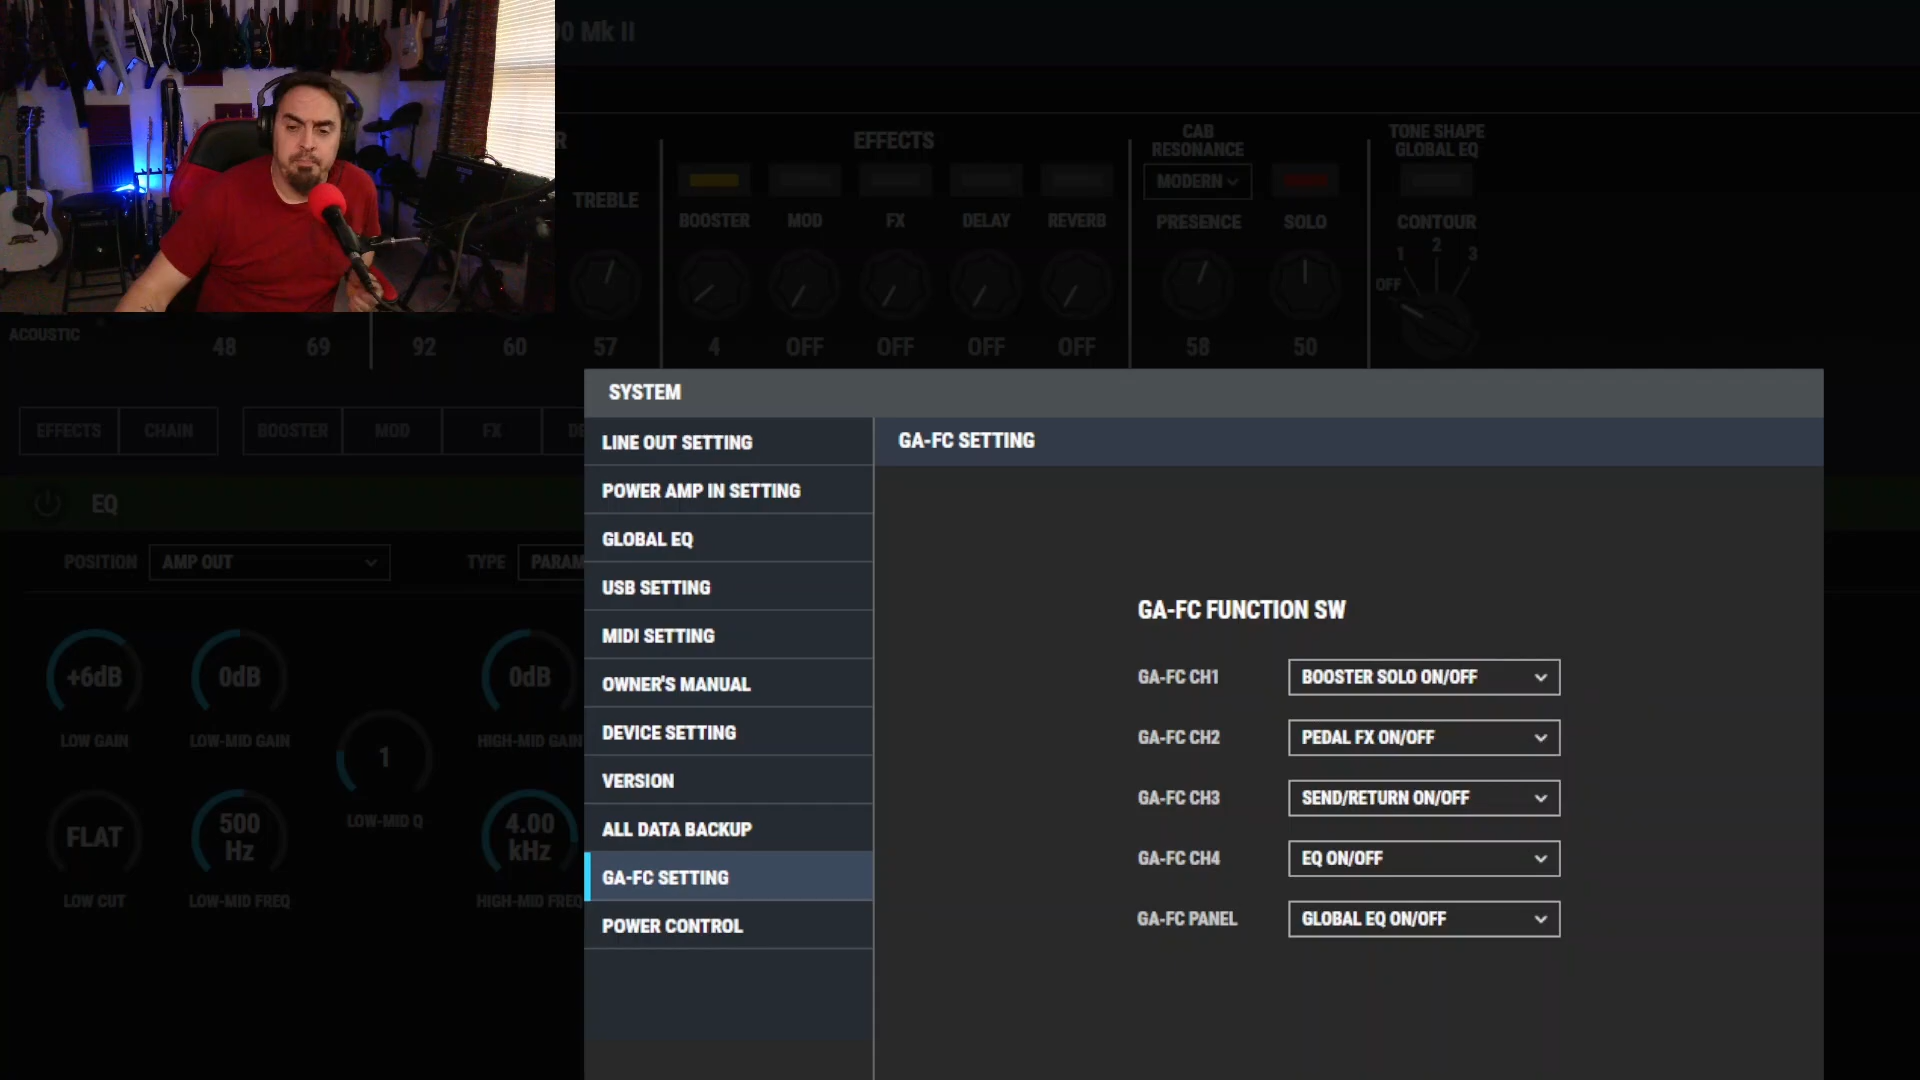 0 Mk II
R
EFFECTS
CAB
RESONANCE
TONE SHAPE
GLOBAL EQ
MODERN
TREBLE
BOOSTER
MOD
FX
DELAY
REVERB
PRESENCE
SOLO
CONTOUR
1
2
3
OFF
ACOUSTIC
48
69
92
60
57
4
OFF
OFF
OFF
OFF
58
50
EFFECTS
CHAIN
BOOSTER
MOD
FX
DE
EQ
POSITION
AMP OUT
TYPE
PARAM
+6dB
0dB
0dB
LOW GAIN
LOW-MID GAIN
HIGH-MID GAIN
1
LOW-MID Q
FLAT
500
Hz
4.00
kHz
LOW CUT
LOW-MID FREQ
HIGH-MID FREQ
SYSTEM
LINE OUT SETTING
POWER AMP IN SETTING
GLOBAL EQ
USB SETTING
MIDI SETTING
OWNER'S MANUAL
DEVICE SETTING
VERSION
ALL DATA BACKUP
GA-FC SETTING
POWER CONTROL
GA-FC SETTING
GA-FC FUNCTION SW
GA-FC CH1
BOOSTER SOLO ON/OFF
GA-FC CH2
PEDAL FX ON/OFF
GA-FC CH3
SEND/RETURN ON/OFF
GA-FC CH4
EQ ON/OFF
GA-FC PANEL
GLOBAL EQ ON/OFF